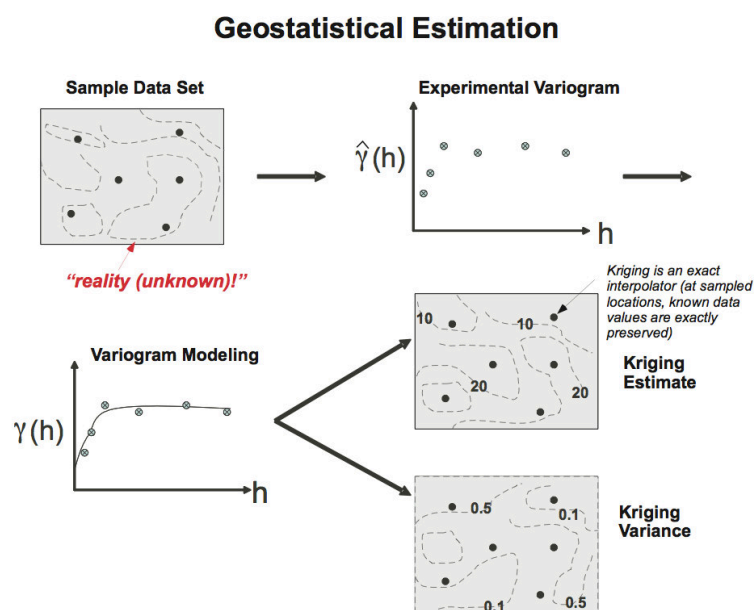 Geostatistical Estimation
Sample Data Set
Experimental Variogram
γ̂(h)
h
"reality (unknown)!"
Kriging is an exact
interpolator (at sampled
locations, known data
values are exactly
preserved)
10
10
20
20
Kriging
Estimate
Variogram Modeling
γ(h)
h
0.5
0.1
0.1
0.5
Kriging
Variance